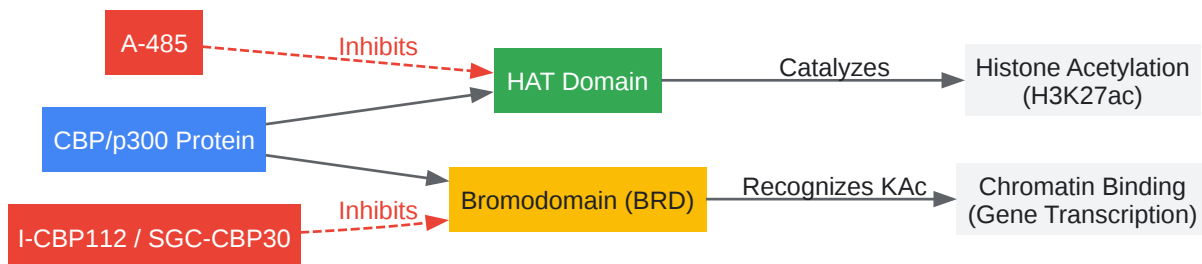 A-485
Inhibits
HAT Domain
Catalyzes
Histone Acetylation
(H3K27ac)
CBP/p300 Protein
I-CBP112 / SGC-CBP30
Inhibits
Bromodomain (BRD)
Recognizes KAc
Chromatin Binding
(Gene Transcription)